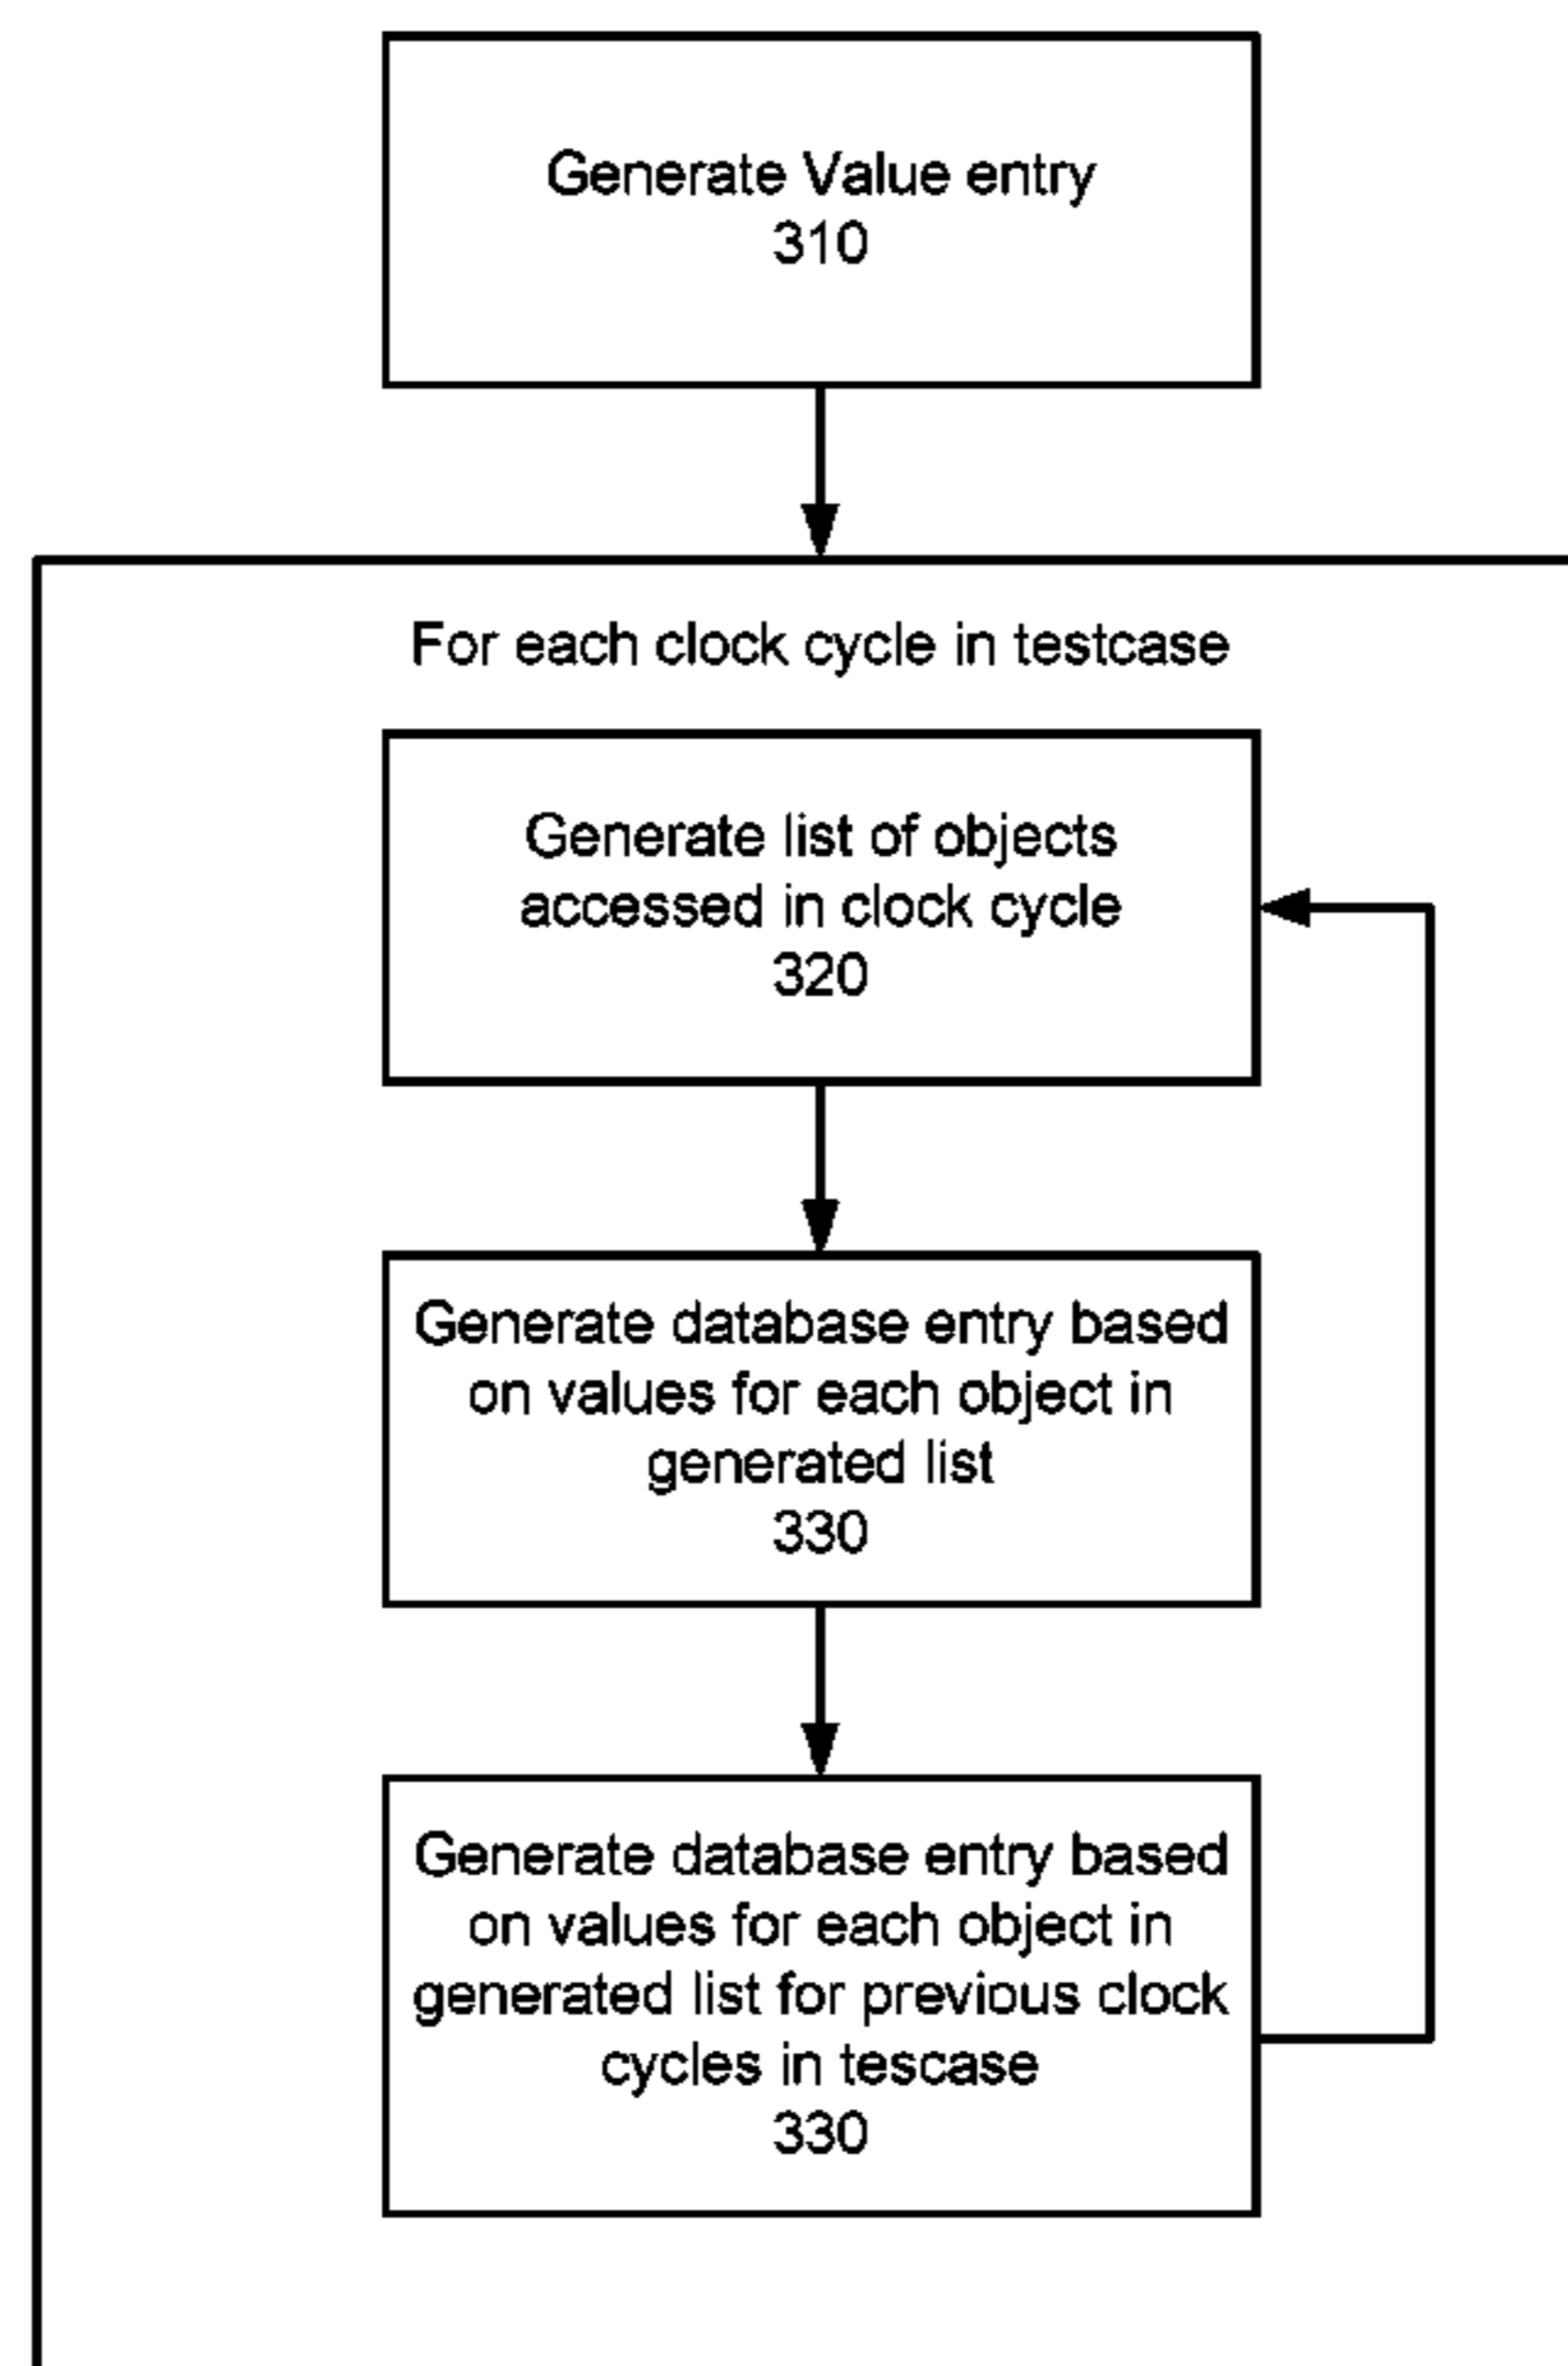 Generate Value entry
310
For each clock cycle in testcase
Generate list of objects
accessed in clock cycle
320
Generate database entry based
on values for each object in
generated list
330
Generate database entry based
on values for each object in
generated list for previous clock
cycles in tescase
330